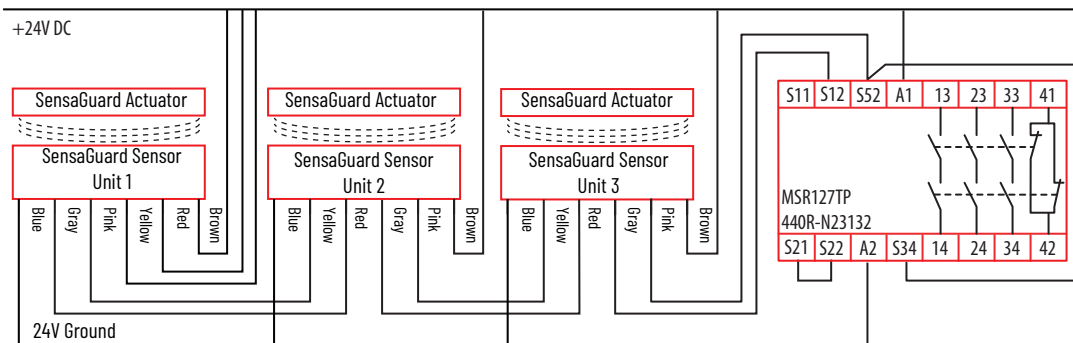 +24V DC
SensaGuard Actuator
SensaGuard Sensor
Unit 1
Blue
Gray
Pink
Yellow
Red
Brown
SensaGuard Actuator
SensaGuard Sensor
Unit 2
Blue
Yellow
Red
Gray
Pink
Brown
SensaGuard Actuator
SensaGuard Sensor
Unit 3
Blue
Yellow
Red
Gray
Pink
Brown
S11 S12 S52 A1 13 23 33 41
MSR127TP
440R-N23132
S21 S22 A2 S34 14 24 34 42
24V Ground